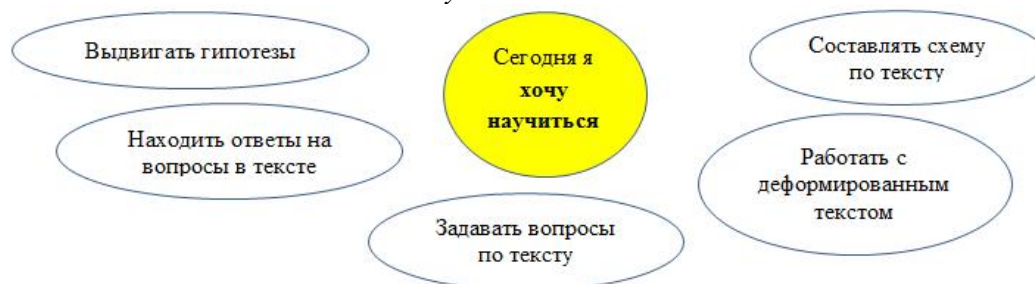 Выдвигать гипотезы
Находить ответы на
вопросы в тексте
Сегодня я
хочу
научиться
Задавать вопросы
по тексту
Составлять схему
по тексту
Работать с
деформированным
текстом